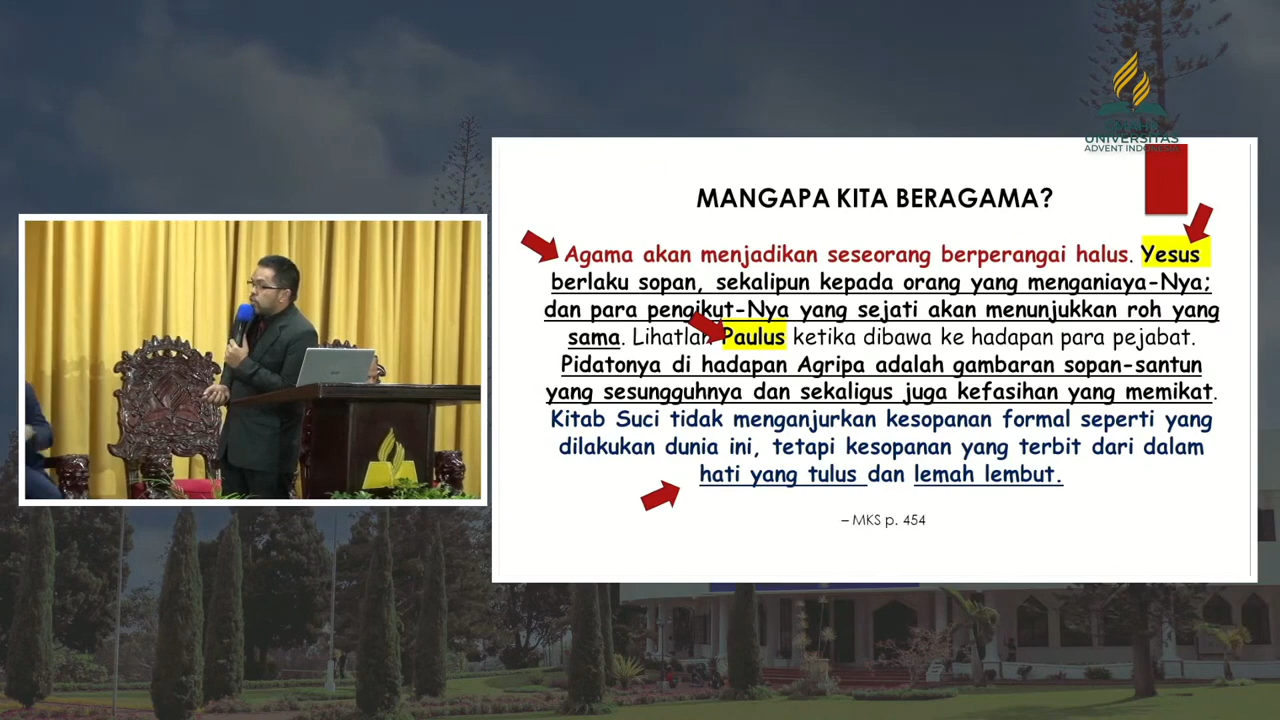 UNIVERSITAS
ADVENT INDONESIA
MANGAPA KITA BERAGAMA?
Agama akan menjadikan seseorang berperangai halus. Yesus
berlaku sopan, sekalipun kepada orang yang menganiaya-Nya;
dan para pengikut-Nya yang sejati akan menunjukkan roh yang
sama. Lihatlah Paulus ketika dibawa ke hadapan para pejabat.
Pidatonya di hadapan Agripa adalah gambaran sopan-santun
yang sesungguhnya dan sekaligus juga kefasihan yang memikat.
Kitab Suci tidak menganjurkan kesopanan formal seperti yang
dilakukan dunia ini, tetapi kesopanan yang terbit dari dalam
hati yang tulus dan lemah lembut.
– MKS p. 454